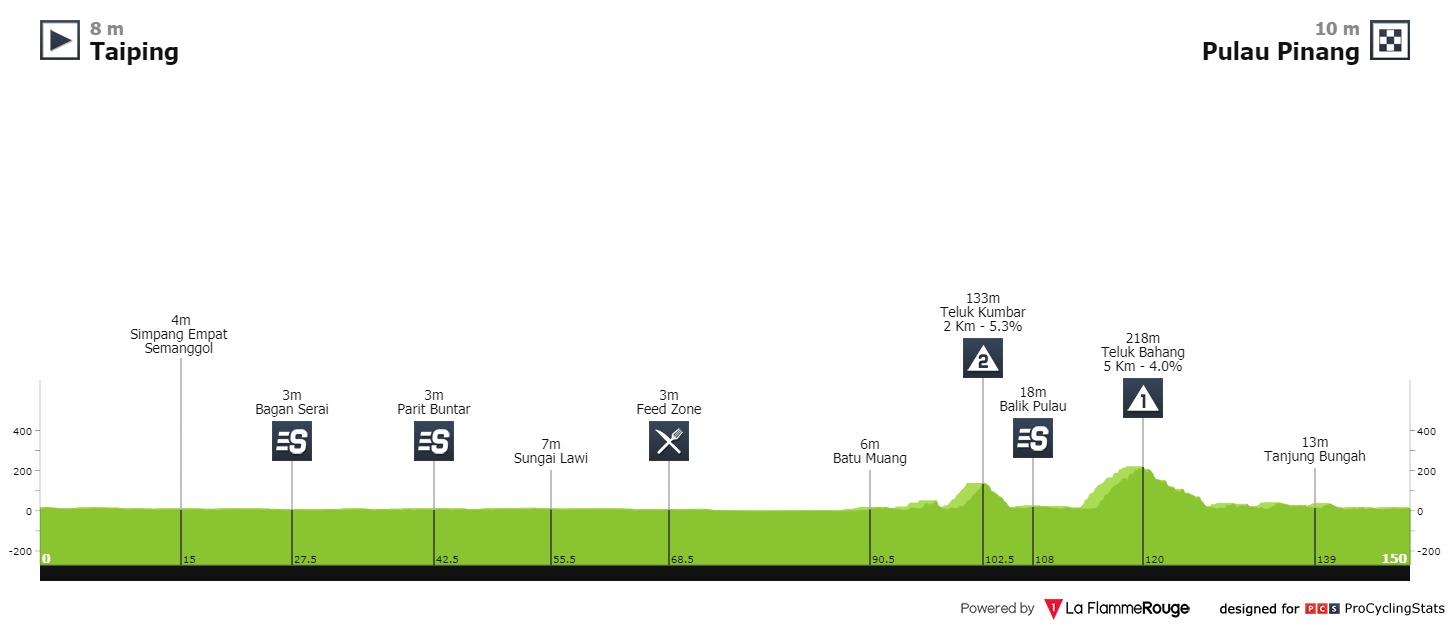 8 m
Taiping
10 m
Pulau Pinang
4m
Simpang Empat
Semanggol
3m
Bagan Serai
S
3m
Parit Buntar
S
7m
Sungai Lawi
3m
Feed Zone
6m
Batu Muang
133m
Teluk Kumbar
2 Km - 5.3%
2
18m
Balik Pulau
S
218m
Teluk Bahang
5 Km - 4.0%
1
13m
Tanjung Bungah
400
200
0
-200
400
200
0
-200
0
15
27.5
42.5
55.5
68.5
90.5
102.5
108
120
139
150
Powered by 1 La FlammeRouge
designed for PCS ProCyclingStats